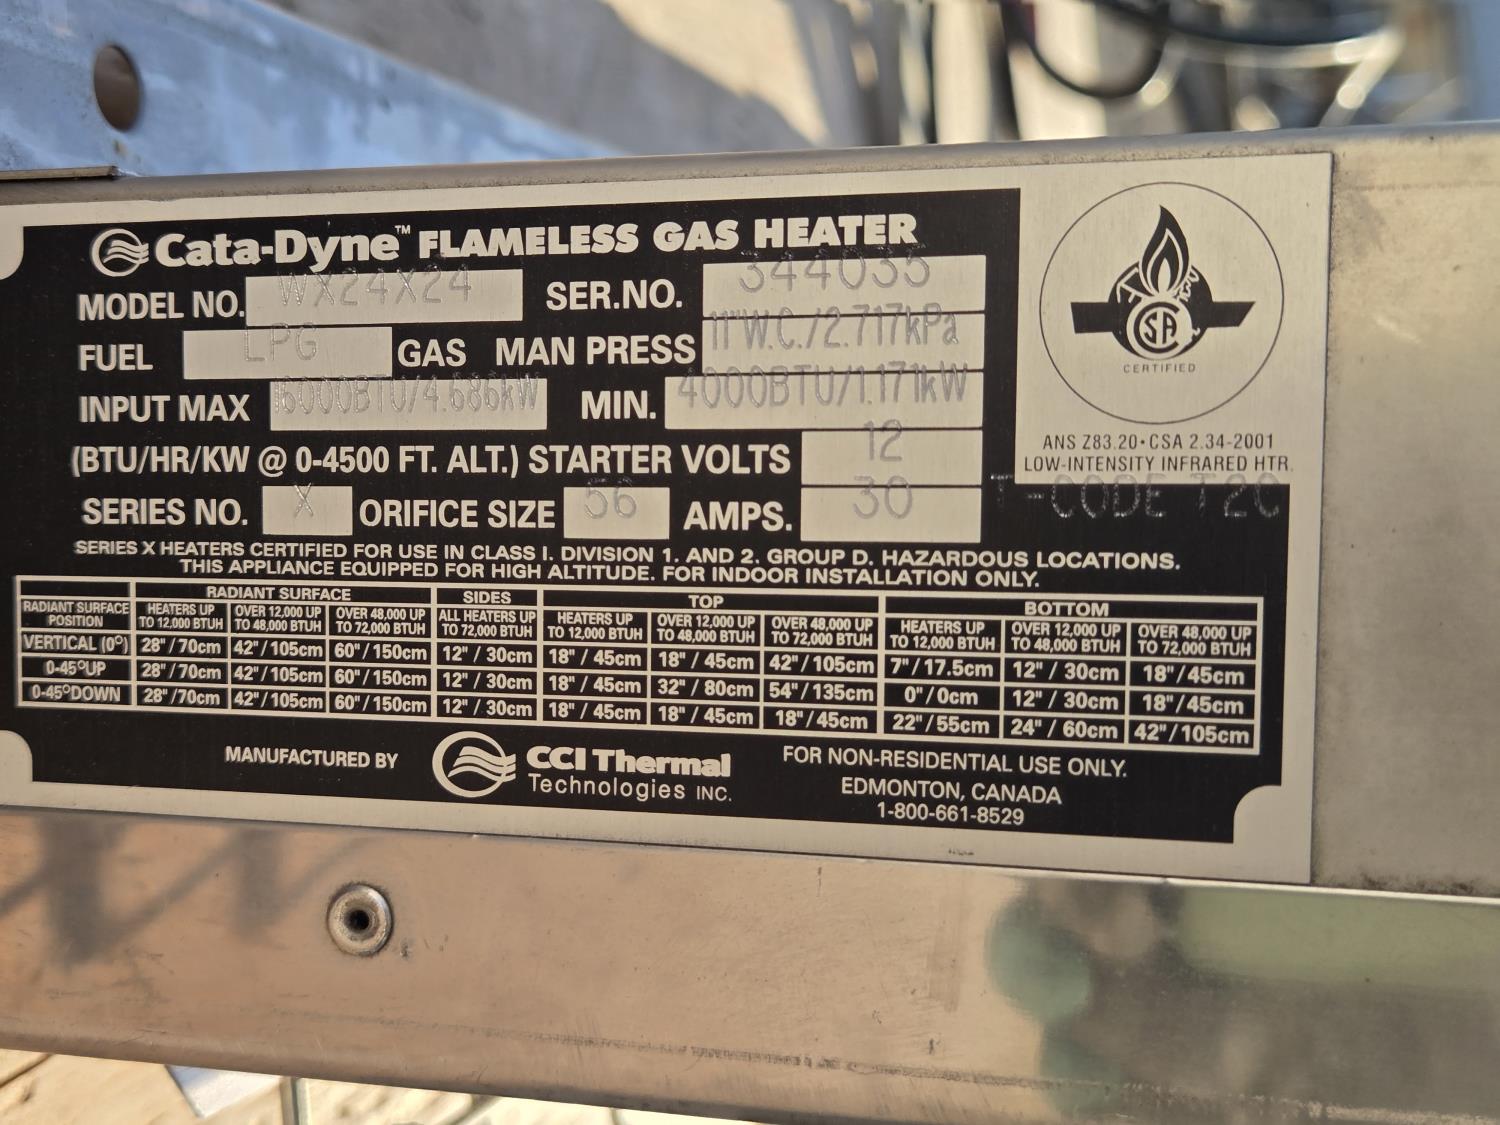 Cata-Dyne™ FLAMELESS GAS HEATER
MODEL NO. WX24X24 SER.NO. 344035
FUEL LPG GAS MAN PRESS 11"W.C./2.717kPa
INPUT MAX 16000BTU/4.686kW MIN. 4000BTU/1.171kW
(BTU/HR/KW @ 0-4500 FT. ALT.) STARTER VOLTS 12
SERIES NO. X ORIFICE SIZE 56 AMPS. 30 T-CODE T2C
SERIES X HEATERS CERTIFIED FOR USE IN CLASS I. DIVISION 1. AND 2. GROUP D. HAZARDOUS LOCATIONS.
THIS APPLIANCE EQUIPPED FOR HIGH ALTITUDE. FOR INDOOR INSTALLATION ONLY.
CSA
CERTIFIED
ANS Z83.20•CSA 2.34-2001
LOW-INTENSITY INFRARED HTR.
RADIANT SURFACE SIDES TOP BOTTOM
RADIANT SURFACE HEATERS UP OVER 12,000 UP OVER 48,000 UP ALL HEATERS UP HEATERS UP OVER 12,000 UP OVER 48,000 UP HEATERS UP OVER 12,000 UP OVER 48,000 UP
POSITION TO 12,000 BTUH TO 48,000 BTUH TO 72,000 BTUH TO 72,000 BTUH TO 12,000 BTUH TO 48,000 BTUH TO 72,000 BTUH TO 12,000 BTUH TO 48,000 BTUH TO 72,000 BTUH
VERTICAL (0°) 28"/70cm 42"/105cm 60"/150cm 12" / 30cm 18" / 45cm 18" / 45cm 42"/105cm 7"/17.5cm 12" / 30cm 18"/45cm
0-45°UP 28"/70cm 42"/105cm 60"/150cm 12" / 30cm 18" / 45cm 32" / 80cm 54"/135cm 0"/0cm 12" / 30cm 18"/45cm
0-45°DOWN 28"/70cm 42"/105cm 60"/150cm 12" / 30cm 18" / 45cm 18" / 45cm 18"/45cm 22"/55cm 24" / 60cm 42"/105cm
MANUFACTURED BY CCI Thermal
Technologies INC.
FOR NON-RESIDENTIAL USE ONLY.
EDMONTON, CANADA
1-800-661-8529